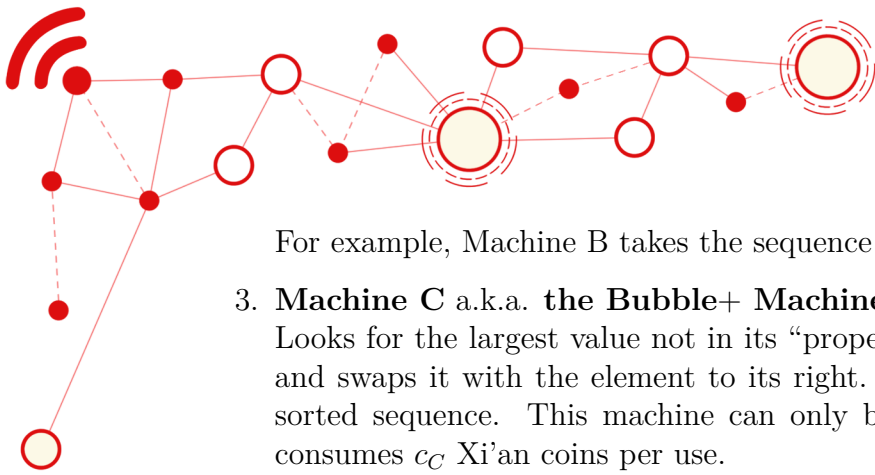 For example, Machine B takes the sequence
3. Machine C a.k.a. the Bubble+ Machine
Looks for the largest value not in its “prope
and swaps it with the element to its right.
sorted sequence. This machine can only b
consumes c_C Xi'an coins per use.